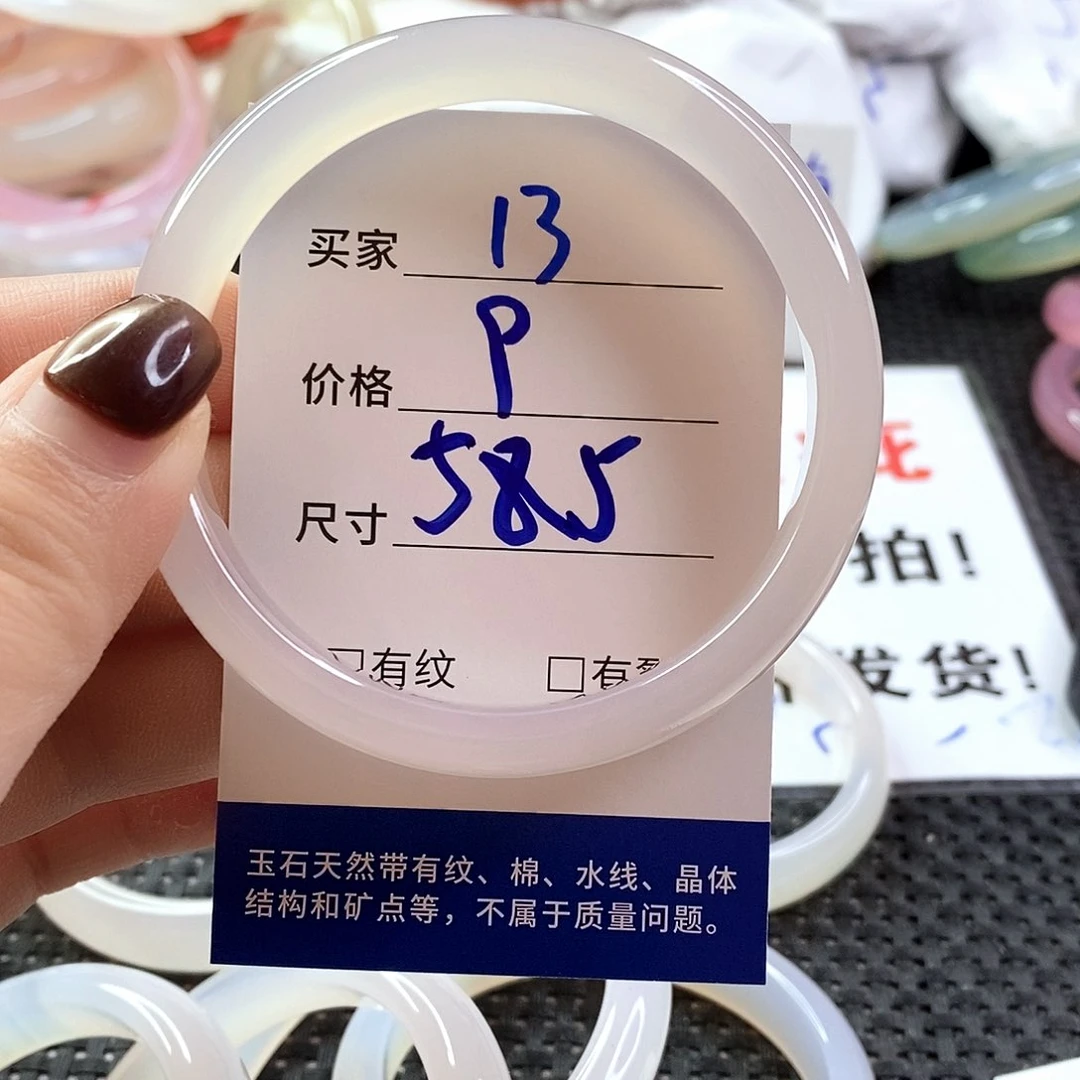 买家 13
价格 P
尺寸 58.5
□有纹 □有
玉石天然带有纹、棉、水线、晶体
结构和矿点等，不属于质量问题。
拍！
发货！